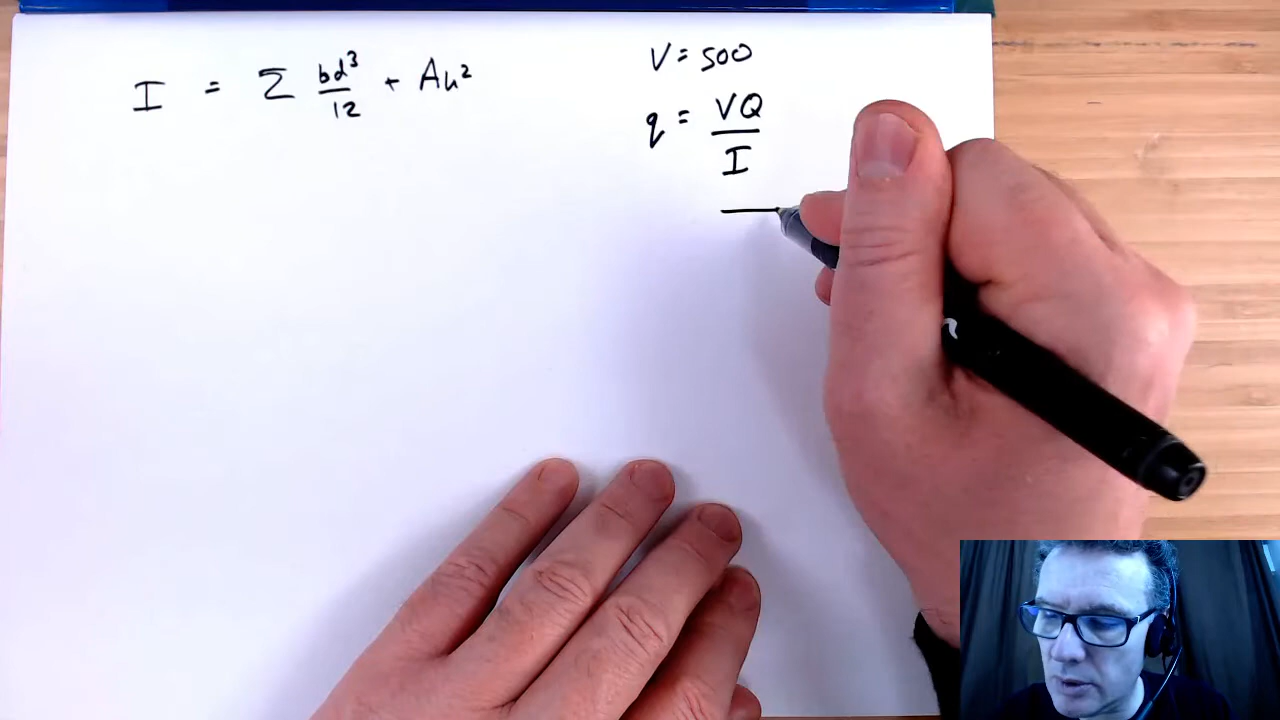 I = Σ bd³/12 + Ah²
V = 500
q = VQ/I